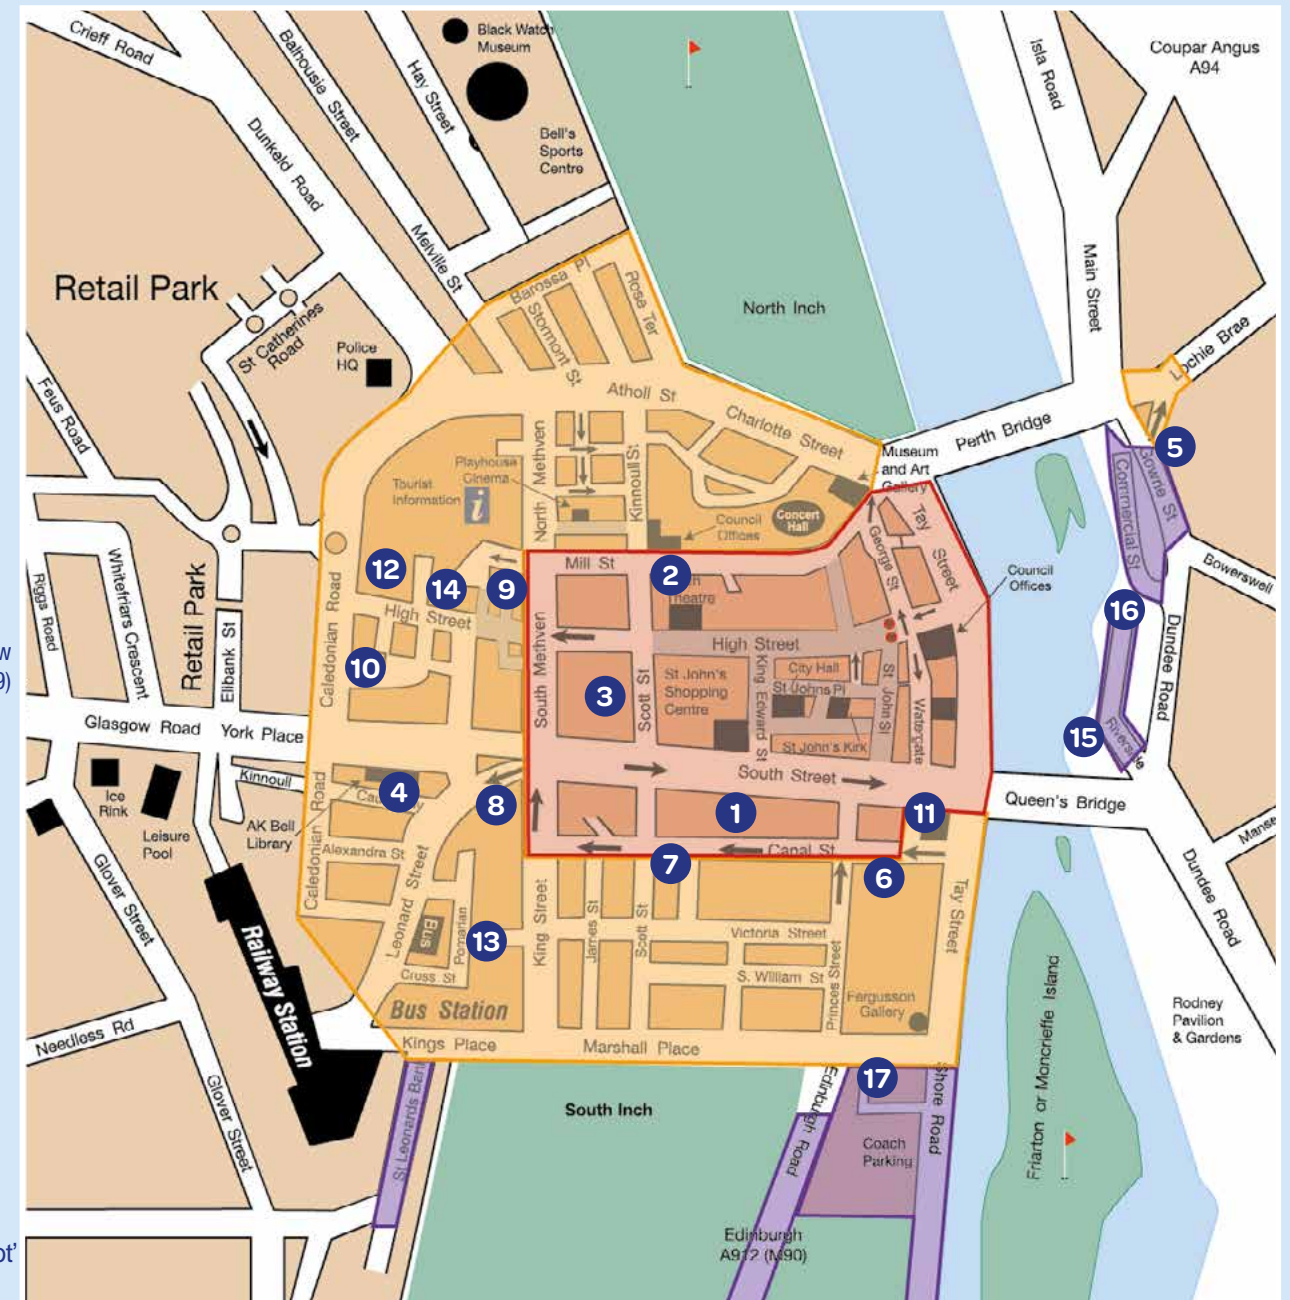 Crieff Road
Balhousie Street
Hay Street
Black Watch
Museum
Bell's
Sports
Centre
Isla Road
Coupar Angus
A94
Dunkeld Road
Melville St
Retail Park
St Catherines
Road
Police
HQ
Barossa Pl
Stormont St
Rose Ter
North Inch
Main Street
Lochie Brae
Feus Road
Atholl St
Charlotte Street
Perth Bridge
Museum
and Art
Gallery
5
Gowrie St
Commercial St
Bowerswell
North Methven
Kinnoull St
Playhouse
Cinema
Tourist
Information
i
Council
Offices
Concert
Hall
Tay
Street
George St
Council
Offices
Riggs Road
Whitefriars Crescent
Retail Park
Elibank St
Caledonian Road
12
14
9
High Street
10
Mill St
2
Theatre
High Street
South Methven
3
Scott St
St John's
Shopping
Centre
King Edward St
City Hall
St Johns Pl
St John's Kirk
St John St
Watergate
16
15
Riverside
Dundee Road
w
9)
Glasgow Road
York Place
South Street
Queen's Bridge
Kinnoull
Ice
Rink
Leisure
Pool
AK Bell
Library
4
8
1
11
Canal St
7
6
Manse
Dundee Road
Glover Street
Caledonian Road
Alexandra St
Leonard Street
Bus
Pomarian
13
Cross St
Bus Station
King Street
James St
Scott St
Victoria Street
S. William St
Princes Street
Tay Street
Fergusson
Gallery
Railway Station
Needless Rd
Glover Street
Kings Place
Marshall Place
Friarton or Moncrieffe Island
Rodney
Pavilion
& Gardens
St Leonards Bank
South Inch
Edinburgh Road
17
Shore Road
Coach
Parking
Edinburgh
A912 (M90)
ot'